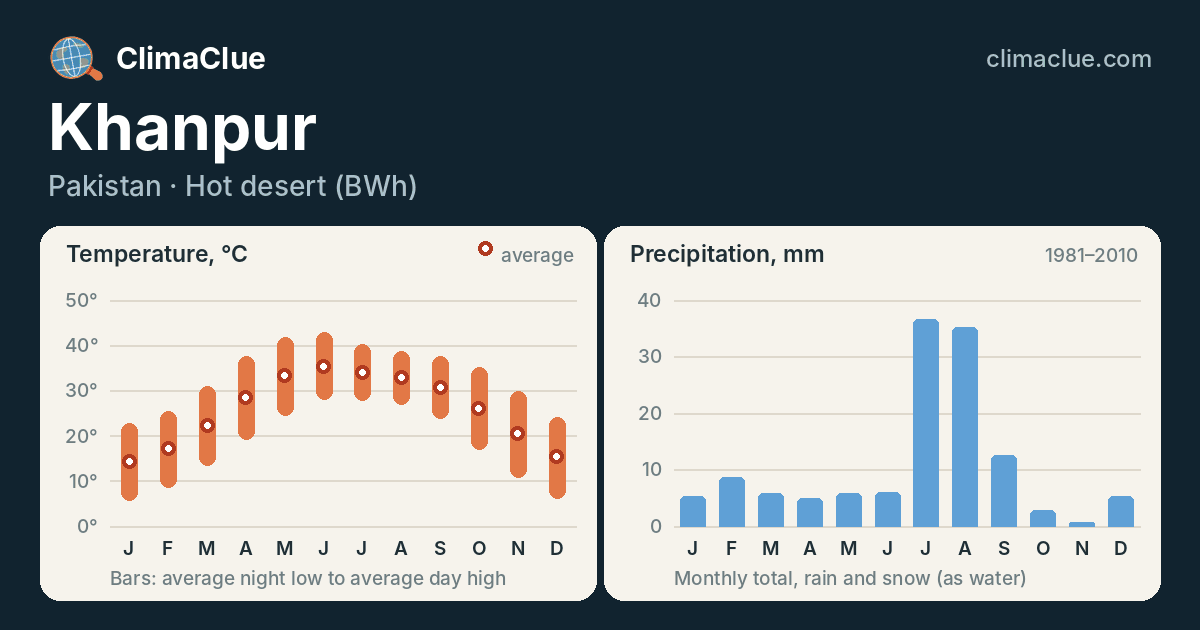 ClimaClue
climaclue.com
Khanpur
Pakistan · Hot desert (BWh)
Temperature, °C
average
50°
40°
30°
20°
10°
0°
J F M A M J J A S O N D
Bars: average night low to average day high
Precipitation, mm
1981–2010
40
30
20
10
0
J F M A M J J A S O N D
Monthly total, rain and snow (as water)